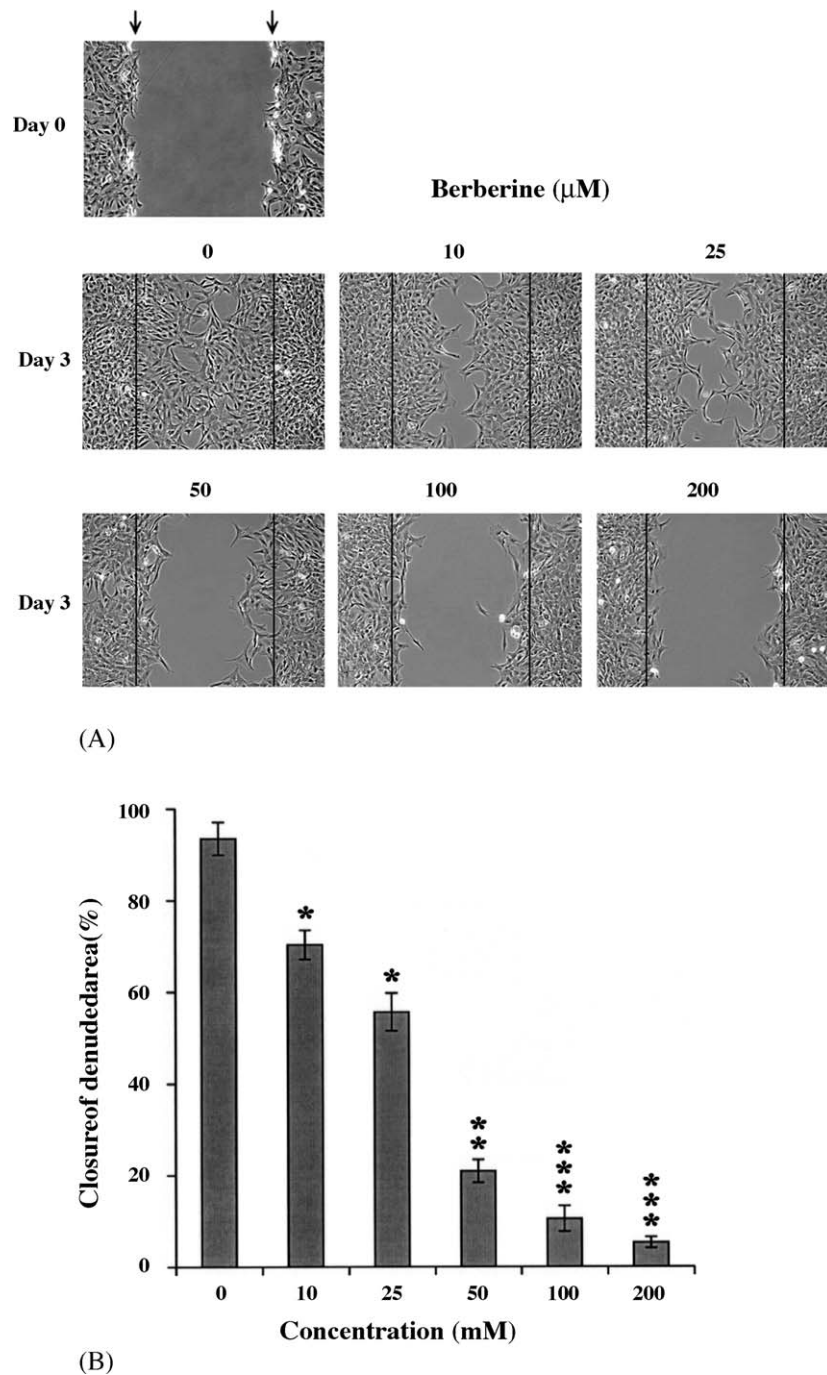 Day 0
Berberine (μM)
0 10 25
Day 3
50 100 200
Day 3
(A)
Closureof denudedarea(%)
100
80
60
40
20
0
*
*
**
***
***
0 10 25 50 100 200
Concentration (mM)
(B)